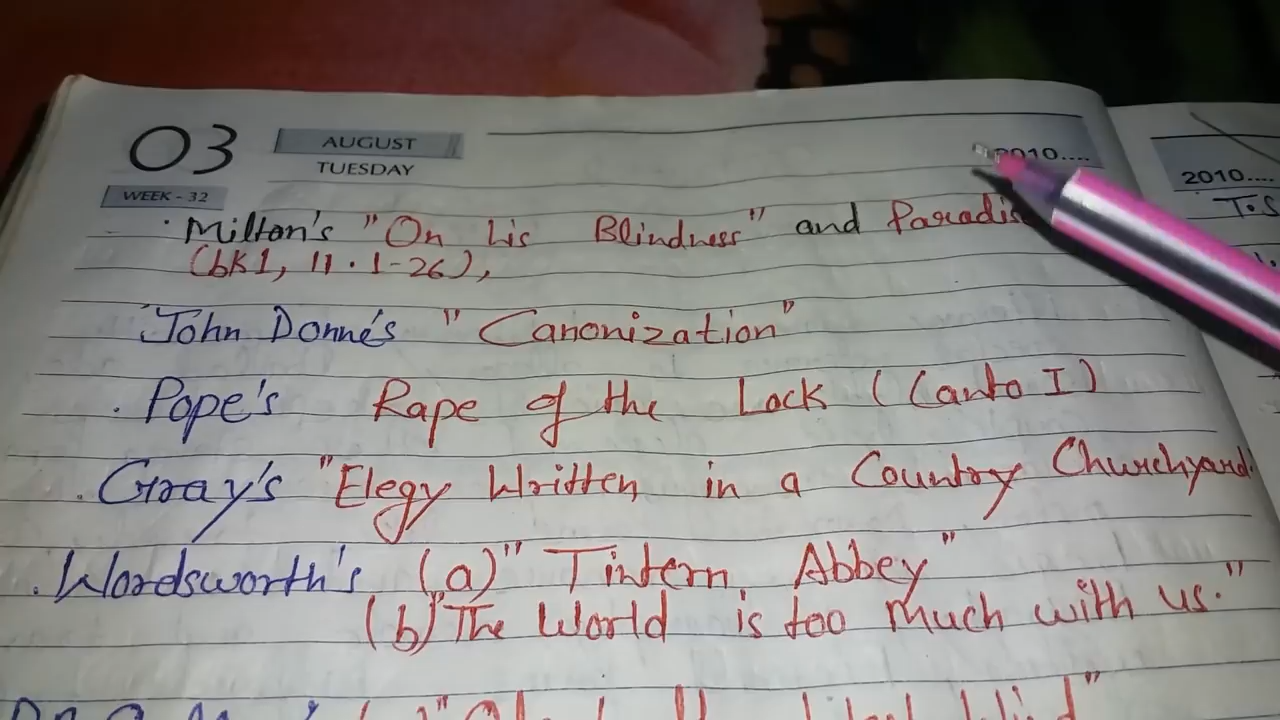 03 AUGUST 2010....
TUESDAY
WEEK - 32
2010....
T.S
Milton's "On his Blindness" and Paradis
(bk1, 11. 1-26),
John Donne's "Canonization"
Pope's Rape of the Lock (Canto I)
Gray's "Elegy Written in a Country Churchyard.
Wordsworth's (a) "Tintern Abbey"
(b) "The World is too much with us."